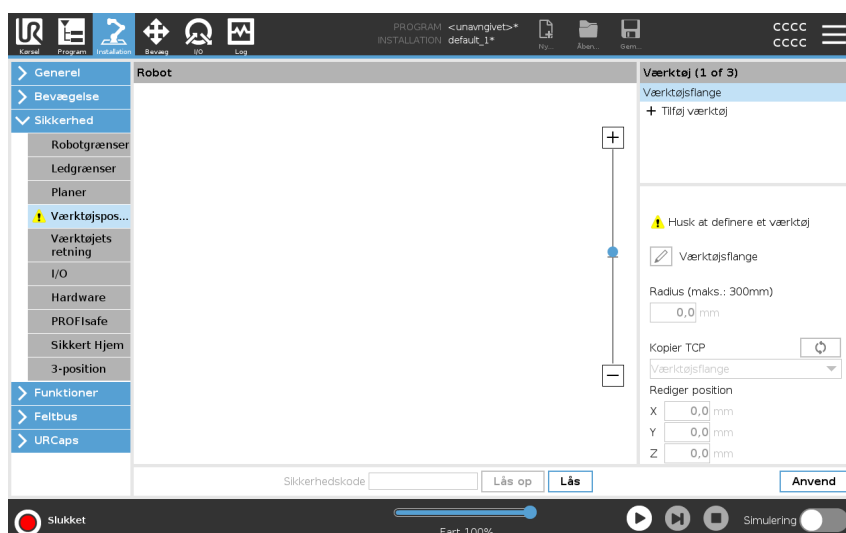 PROGRAM <unavngivet>*
INSTALLATION default_1*
Kørsel Program Installation Bevæg I/O Log
Ny... Åben... Gem...
CCCC
CCCC
Generel
Bevægelse
Sikkerhed
Robotgrænser
Ledgrænser
Planer
Værktøjspos...
Værktøjets
retning
I/O
Hardware
PROFIsafe
Sikkert Hjem
3-position
Funktioner
Feltbus
URCaps
Robot
+
−
Værktøj (1 of 3)
Værktøjsflange
+ Tilføj værktøj
Husk at definere et værktøj
Værktøjsflange
Radius (maks.: 300mm)
0,0 mm
Kopier TCP
Værktøjsflange
Rediger position
X 0,0 mm
Y 0,0 mm
Z 0,0 mm
Sikkerhedskode Lås op Lås Anvend
Slukket
Fart 100%
Simulering